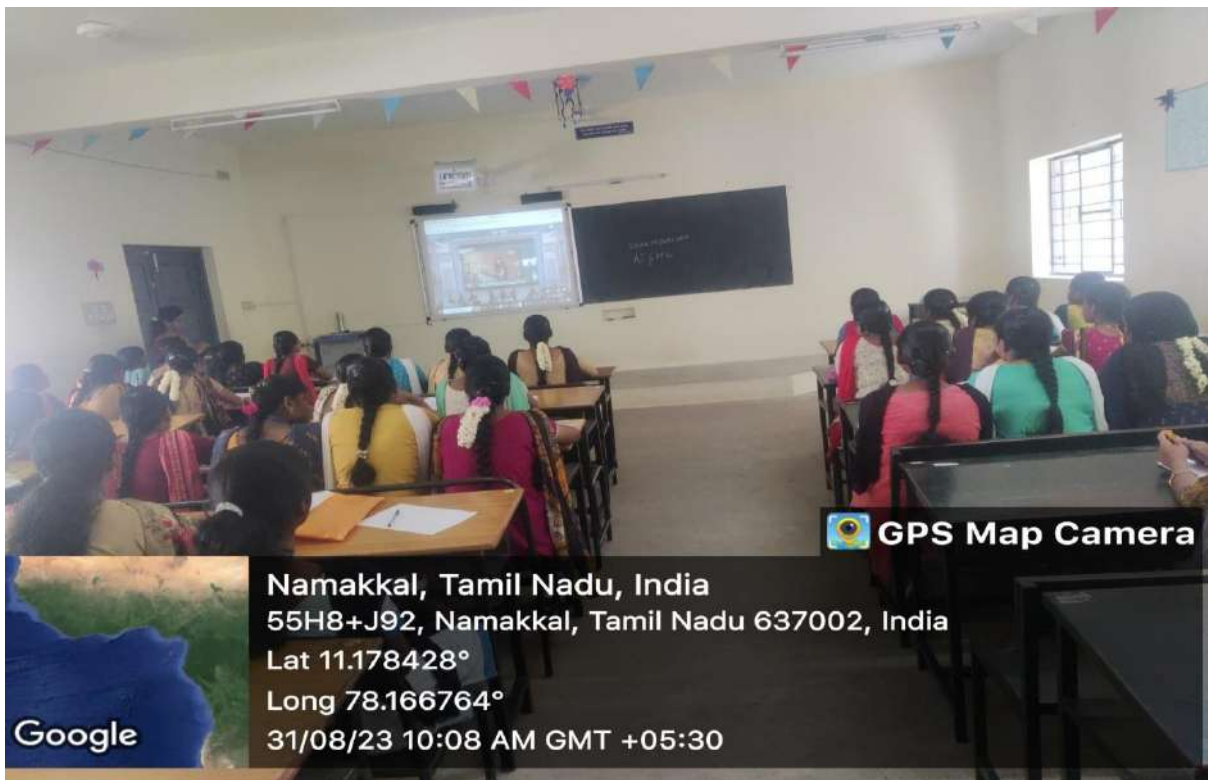 GPS Map Camera
Namakkal, Tamil Nadu, India
55H8+J92, Namakkal, Tamil Nadu 637002, India
Lat 11.178428°
Long 78.166764°
31/08/23 10:08 AM GMT +05:30
Google